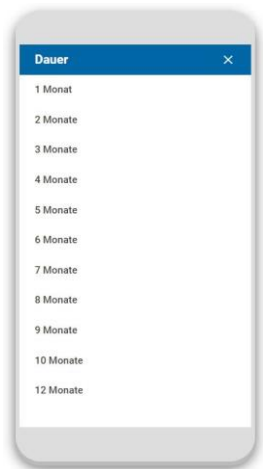 Dauer ×
1 Monat
2 Monate
3 Monate
4 Monate
5 Monate
6 Monate
7 Monate
8 Monate
9 Monate
10 Monate
12 Monate